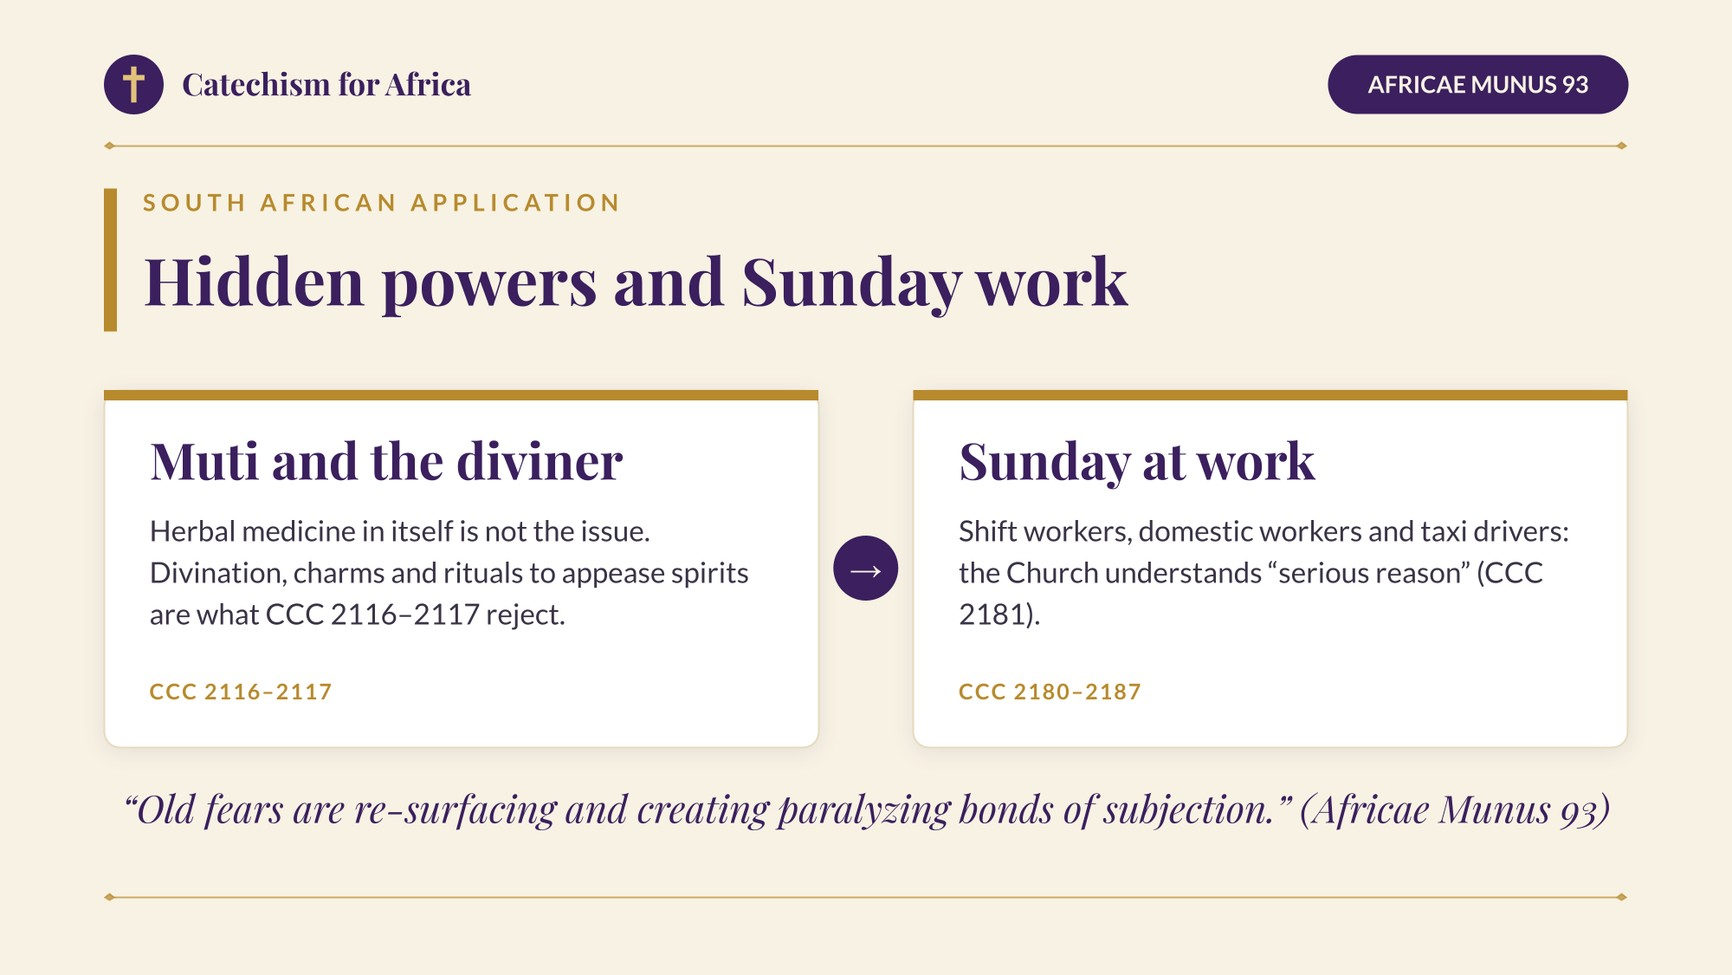 Catechism for Africa
AFRICAE MUNUS 93
SOUTH AFRICAN APPLICATION
Hidden powers and Sunday work
Muti and the diviner
Herbal medicine in itself is not the issue.
Divination, charms and rituals to appease spirits
are what CCC 2116–2117 reject.
CCC 2116–2117
→
Sunday at work
Shift workers, domestic workers and taxi drivers:
the Church understands “serious reason” (CCC
2181).
CCC 2180–2187
“Old fears are re-surfacing and creating paralyzing bonds of subjection.” (Africae Munus 93)